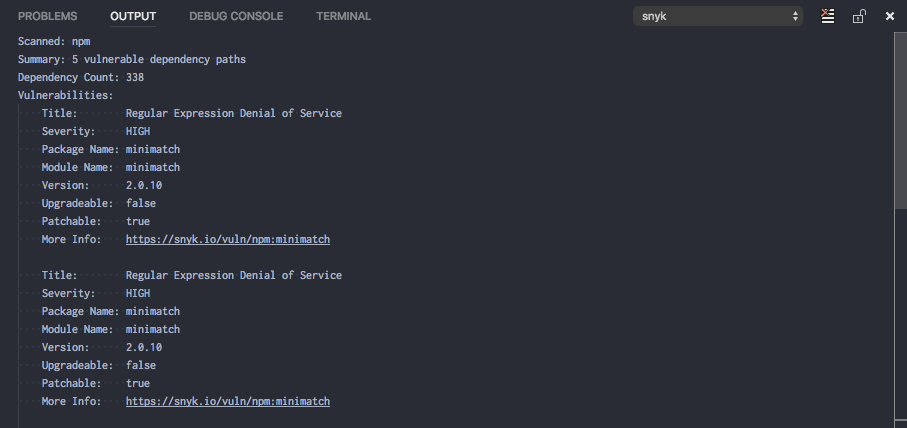 PROBLEMS OUTPUT DEBUG CONSOLE TERMINAL snyk
Scanned: npm
Summary: 5 vulnerable dependency paths
Dependency Count: 338
Vulnerabilities:
Title: Regular Expression Denial of Service
Severity: HIGH
Package Name: minimatch
Module Name: minimatch
Version: 2.0.10
Upgradeable: false
Patchable: true
More Info: https://snyk.io/vuln/npm:minimatch
Title: Regular Expression Denial of Service
Severity: HIGH
Package Name: minimatch
Module Name: minimatch
Version: 2.0.10
Upgradeable: false
Patchable: true
More Info: https://snyk.io/vuln/npm:minimatch